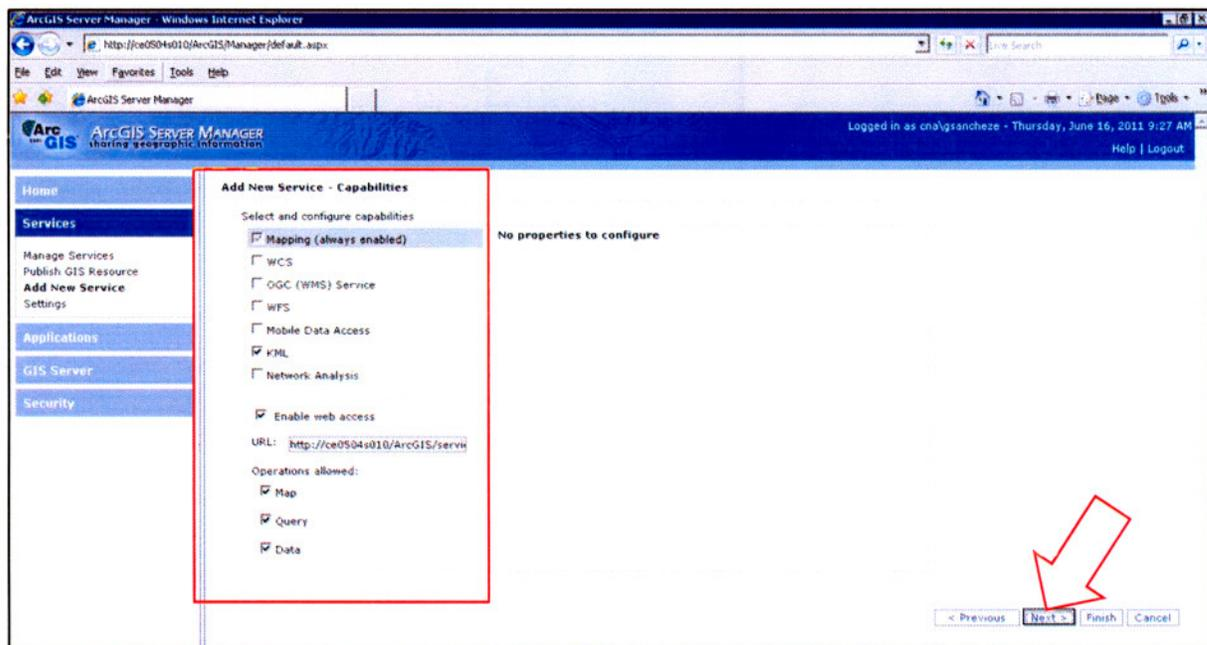 ArcGIS Server Manager - Windows Internet Explorer
http://ce0504s010/ArcGIS/Manager/default.aspx
Live Search
File Edit View Favorites Tools Help
ArcGIS Server Manager
Page Tools
Arc GIS
ArcGIS Server Manager
sharing geographic information
Logged in as cna\gsancheze - Thursday, June 16, 2011 9:27 AM
Help | Logout
Home
Services
Manage Services
Publish GIS Resource
Add New Service
Settings
Applications
GIS Server
Security
Add New Service - Capabilities
Select and configure capabilities
Mapping (always enabled)
WCS
OGC (WMS) Service
WFS
Mobile Data Access
KML
Network Analysis
Enable web access
URL: http://ce0504s010/ArcGIS/servic
Operations allowed:
Map
Query
Data
No properties to configure
< Previous Next > Finish Cancel